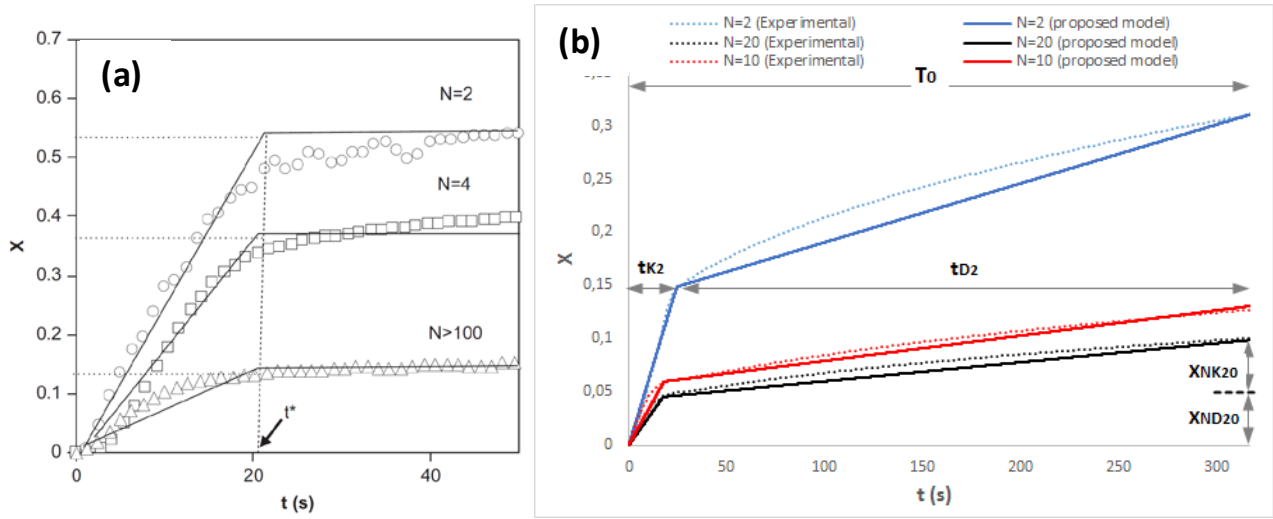 (a)
0.7
0.6
0.5
0.4
0.3
0.2
0.1
0
X
N=2
N=4
N>100
t*
0
20
40
t (s)
(b)
N=2 (Experimental)
N=2 (proposed model)
N=20 (Experimental)
N=20 (proposed model)
N=10 (Experimental)
N=10 (proposed model)
T0
0,3
0,25
0,2
0,15
0,1
0,05
0
X
tK2
tD2
XNK20
XND20
0
50
100
150
200
250
300
t (s)